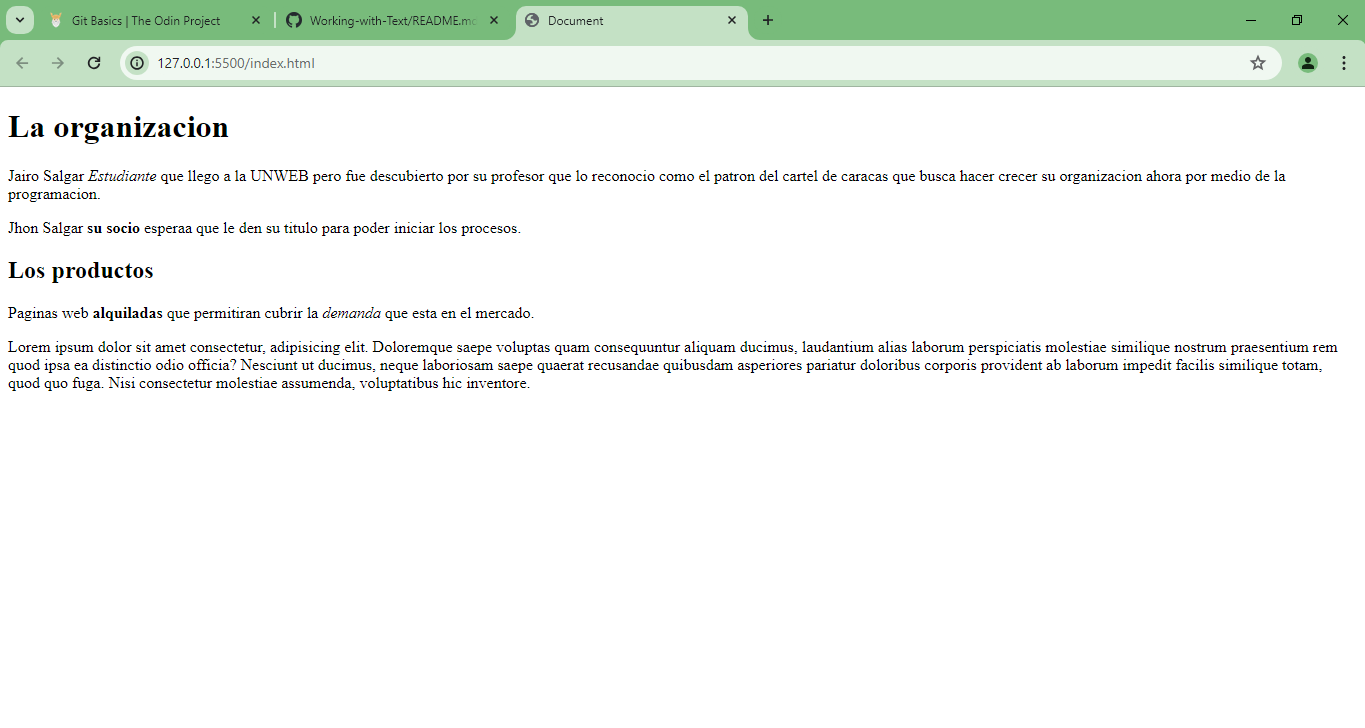 Git Basics | The Odin Project
Working-with-Text/README.md
Document
127.0.0.1:5500/index.html
La organizacion
Jairo Salgar Estudiante que llego a la UNWEB pero fue descubierto por su profesor que lo reconocio como el patron del cartel de caracas que busca hacer crecer su organizacion ahora por medio de la
programacion.
Jhon Salgar su socio esperaa que le den su titulo para poder iniciar los procesos.
Los productos
Paginas web alquiladas que permitiran cubrir la demanda que esta en el mercado.
Lorem ipsum dolor sit amet consectetur, adipisicing elit. Doloremque saepe voluptas quam consequuntur aliquam ducimus, laudantium alias laborum perspiciatis molestiae similique nostrum praesentium rem
quod ipsa ea distinctio odio officia? Nesciunt ut ducimus, neque laboriosam saepe quaerat recusandae quibusdam asperiores pariatur doloribus corporis provident ab laborum impedit facilis similique totam,
quod quo fuga. Nisi consectetur molestiae assumenda, voluptatibus hic inventore.